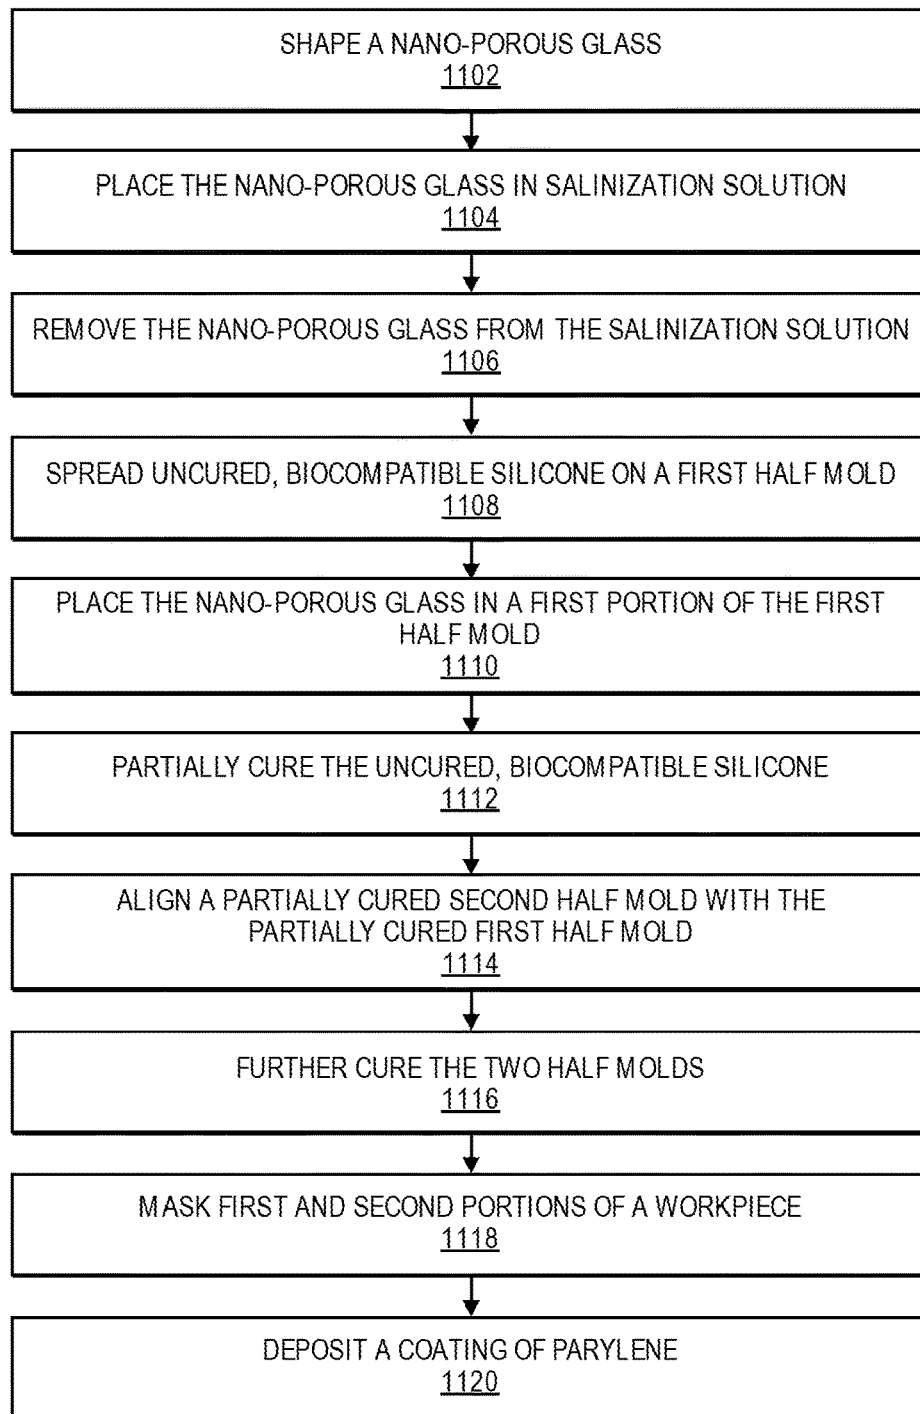 SHAPE A NANO-POROUS GLASS
1102
PLACE THE NANO-POROUS GLASS IN SALINIZATION SOLUTION
1104
REMOVE THE NANO-POROUS GLASS FROM THE SALINIZATION SOLUTION
1106
SPREAD UNCURED, BIOCOMPATIBLE SILICONE ON A FIRST HALF MOLD
1108
PLACE THE NANO-POROUS GLASS IN A FIRST PORTION OF THE FIRST
HALF MOLD
1110
PARTIALLY CURE THE UNCURED, BIOCOMPATIBLE SILICONE
1112
ALIGN A PARTIALLY CURED SECOND HALF MOLD WITH THE
PARTIALLY CURED FIRST HALF MOLD
1114
FURTHER CURE THE TWO HALF MOLDS
1116
MASK FIRST AND SECOND PORTIONS OF A WORKPIECE
1118
DEPOSIT A COATING OF PARYLENE
1120